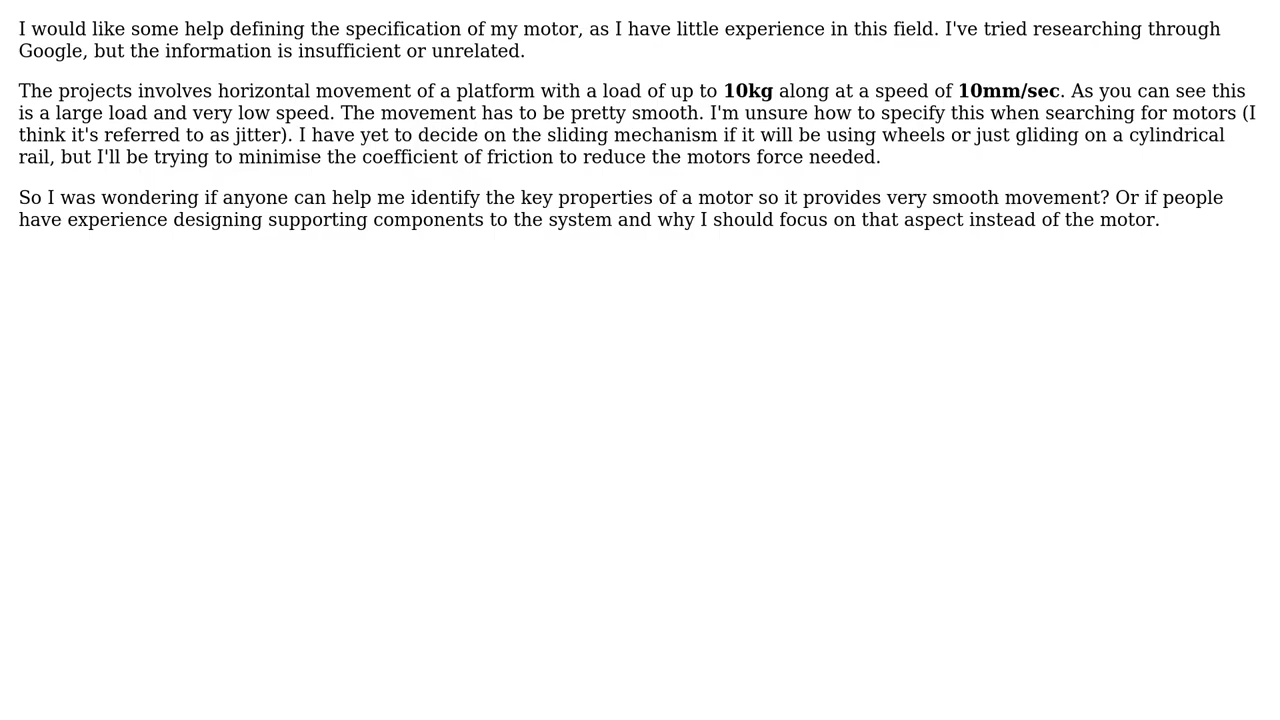 I would like some help defining the specification of my motor, as I have little experience in this field. I've tried researching through
Google, but the information is insufficient or unrelated.
The projects involves horizontal movement of a platform with a load of up to 10kg along at a speed of 10mm/sec. As you can see this
is a large load and very low speed. The movement has to be pretty smooth. I'm unsure how to specify this when searching for motors (I
think it's referred to as jitter). I have yet to decide on the sliding mechanism if it will be using wheels or just gliding on a cylindrical
rail, but I'll be trying to minimise the coefficient of friction to reduce the motors force needed.
So I was wondering if anyone can help me identify the key properties of a motor so it provides very smooth movement? Or if people
have experience designing supporting components to the system and why I should focus on that aspect instead of the motor.